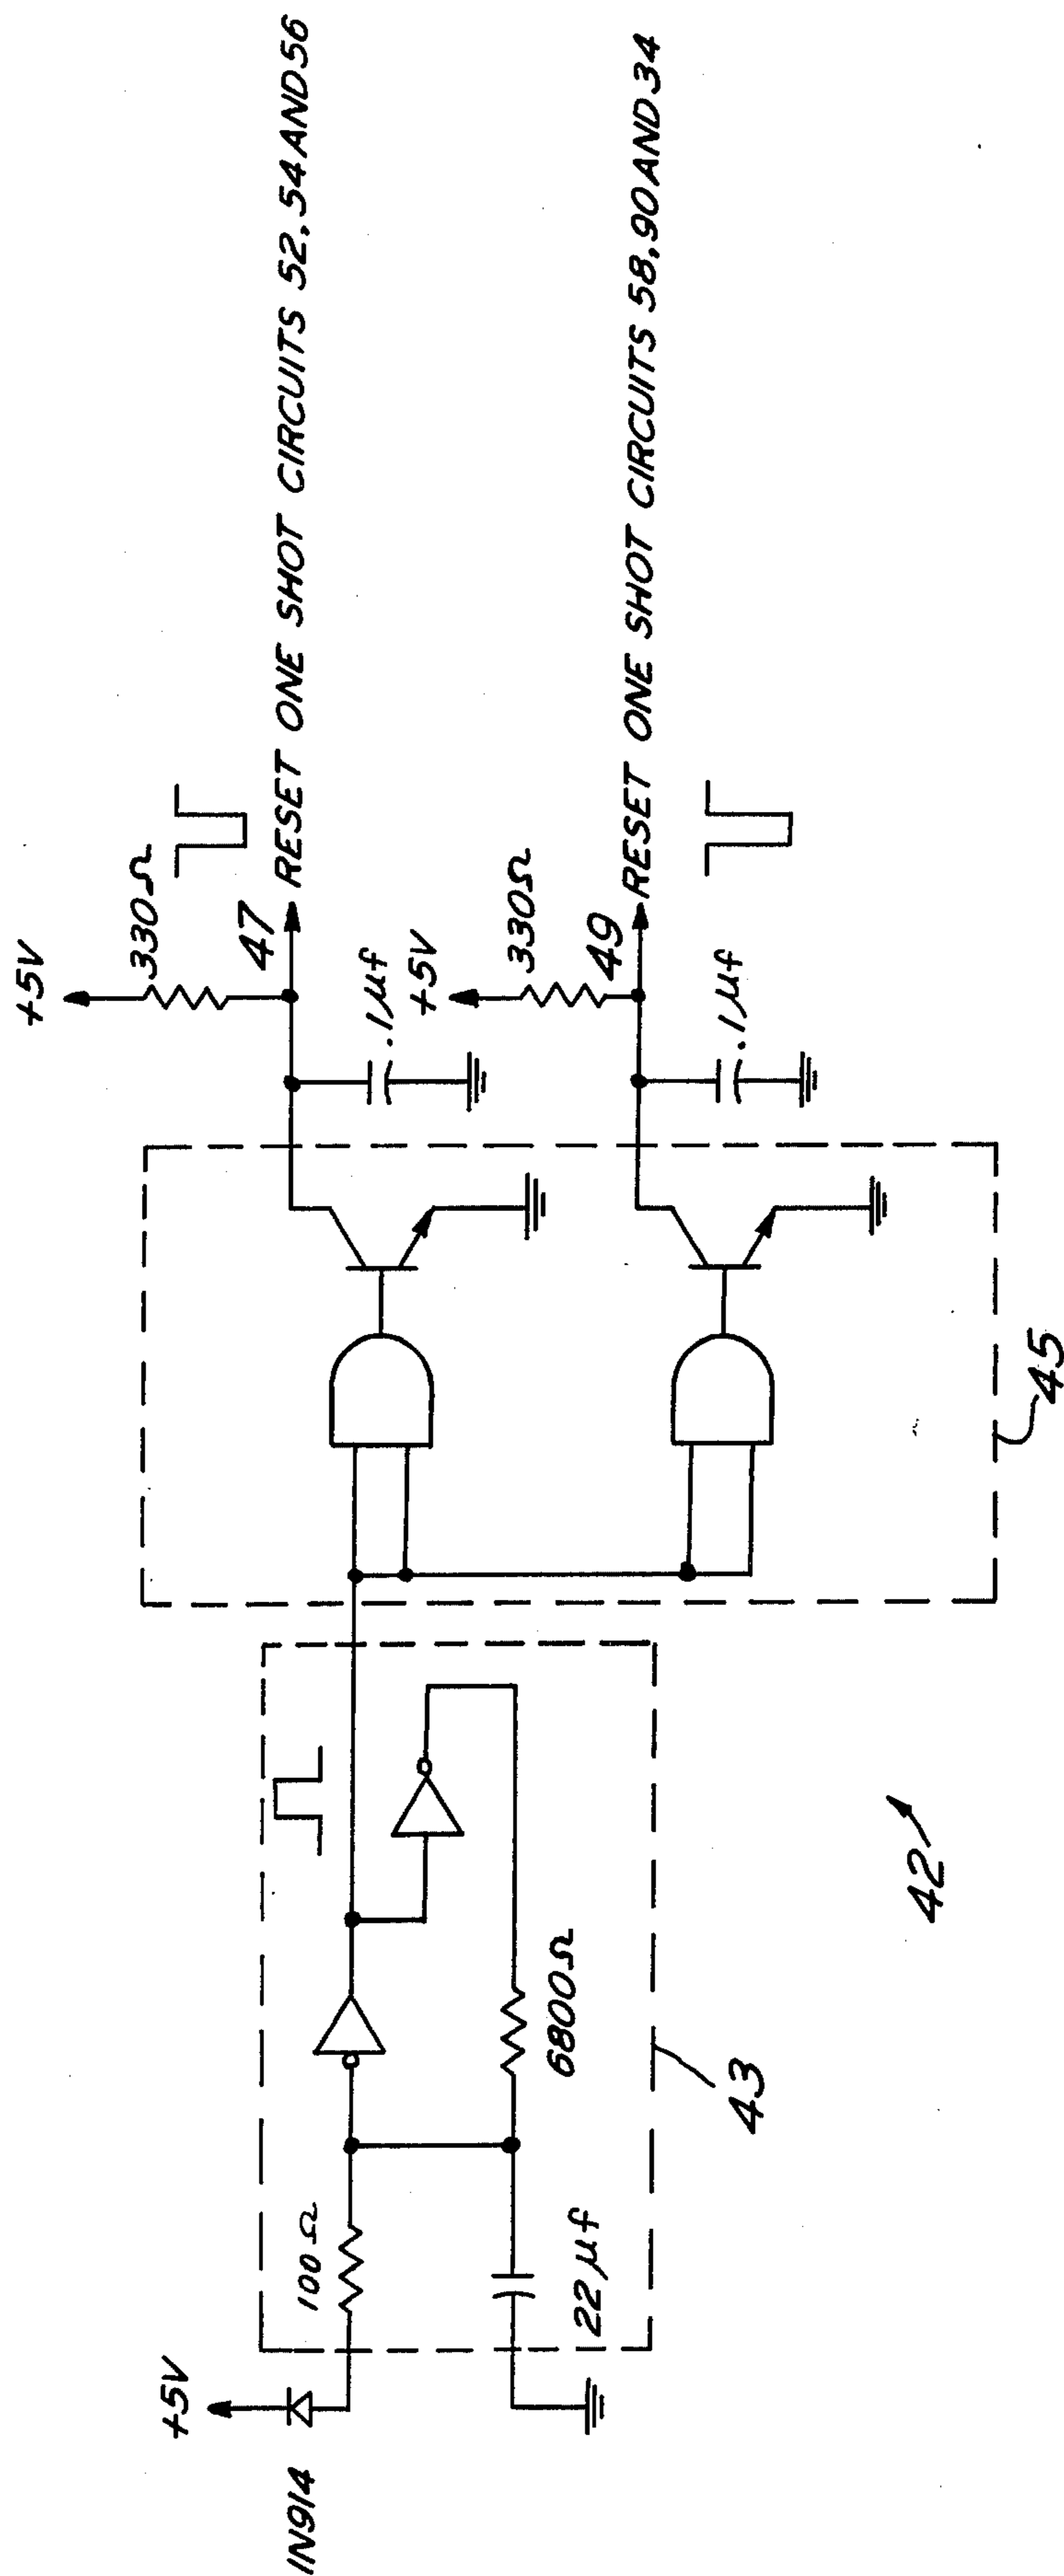 +5V
330Ω
47
RESET ONE SHOT CIRCUITS 52, 54 AND 56
.1µf
+5V
330Ω
49
RESET ONE SHOT CIRCUITS 58, 90 AND 34
.1µf
+5V
1N914
100Ω
6800Ω
22µf
43
45
42